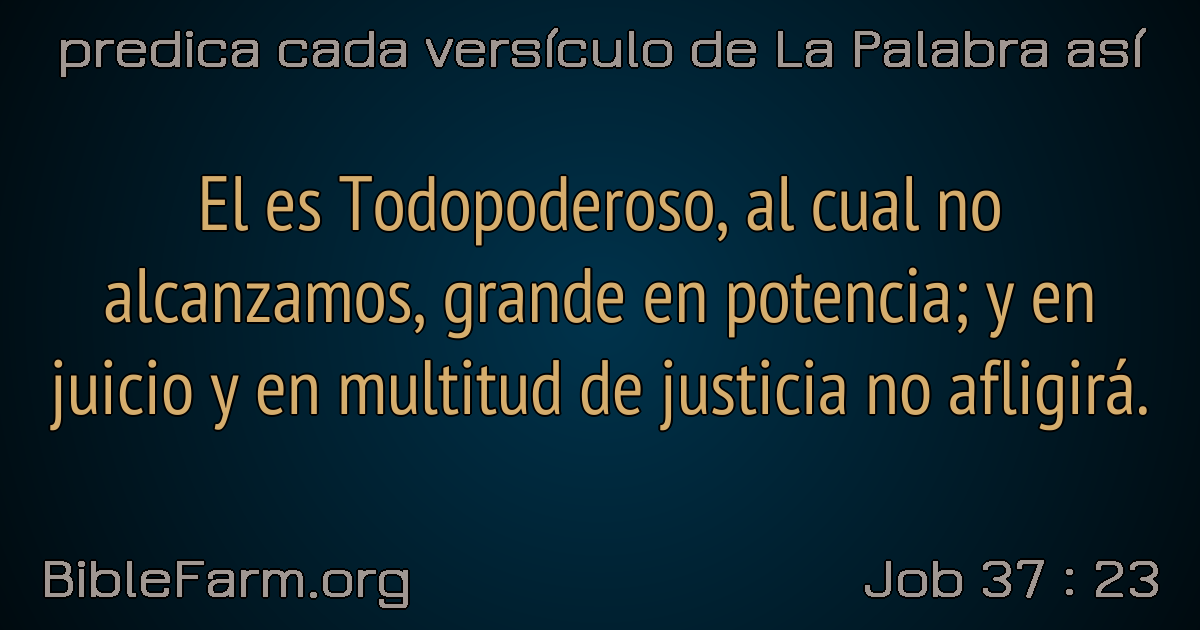 predica cada versículo de La Palabra así
El es Todopoderoso, al cual no
alcanzamos, grande en potencia; y en
juicio y en multitud de justicia no afligirá.
BibleFarm.org
Job 37 : 23